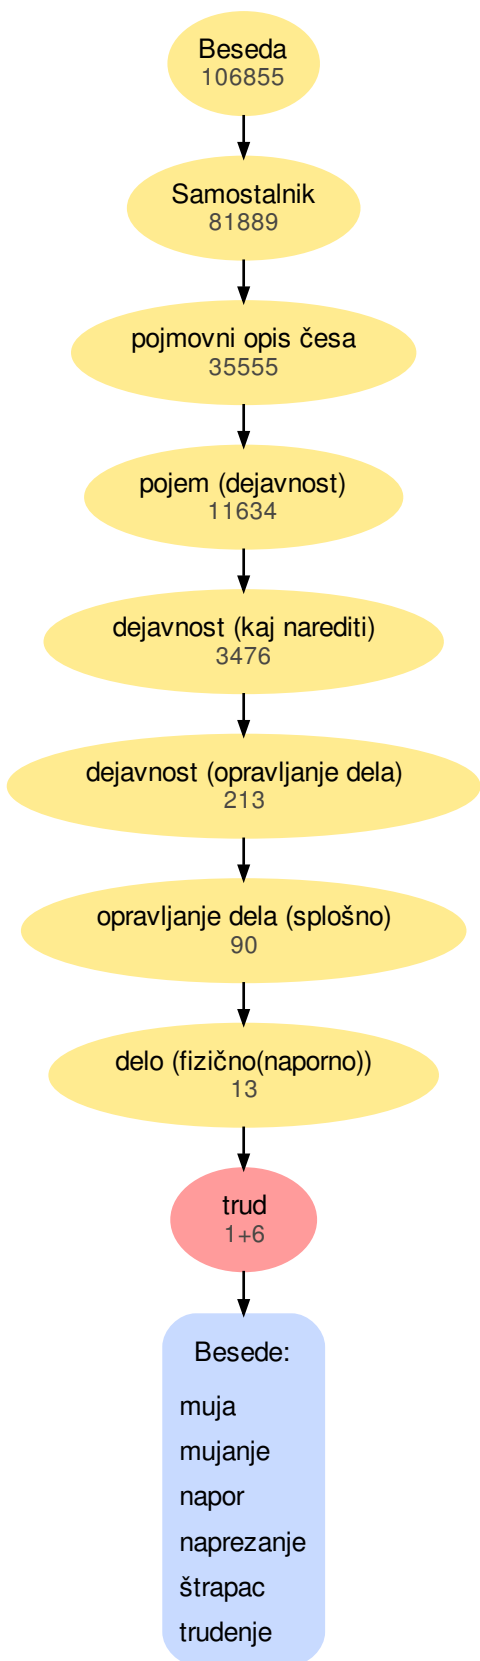 Beseda
106855
Samostalnik
81889
pojmovni opis česa
35555
pojem (dejavnost)
11634
dejavnost (kaj narediti)
3476
dejavnost (opravljanje dela)
213
opravljanje dela (splošno)
90
delo (fizično(naporno))
13
trud
1+6
Besede:
muja
mujanje
napor
naprezanje
štrapac
trudenje